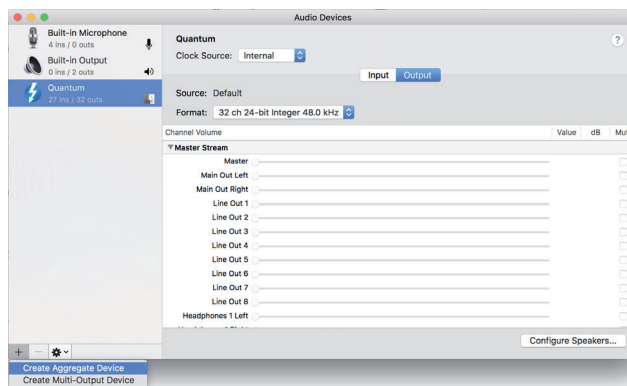 Audio Devices
Built-in Microphone
4 ins / 0 outs
Built-in Output
0 ins / 2 outs
Quantum
27 ins / 32 outs
Quantum
?
Clock Source: Internal
Input Output
Source: Default
Format: 32 ch 24-bit Integer 48.0 kHz
Channel Volume Value dB Mu
Master Stream
Master
Main Out Left
Main Out Right
Line Out 1
Line Out 2
Line Out 3
Line Out 4
Line Out 5
Line Out 6
Line Out 7
Line Out 8
Headphones 1 Left
Configure Speakers...
Create Aggregate Device
Create Multi-Output Device